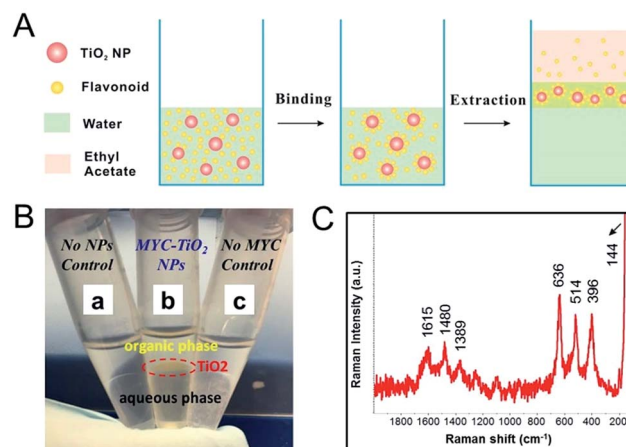 A
TiO₂ NP
Flavonoid
Water
Ethyl
Acetate
Binding
Extraction
B
No NPs
Control
MYC-TiO₂
NPs
No MYC
Control
a
b
c
organic phase
TiO2
aqueous phase
C
Raman Intensity (a.u.)
1615
1480
1389
636
514
396
144
1800 1600 1400 1200 1000 800 600 400 200
Raman shift (cm⁻¹)